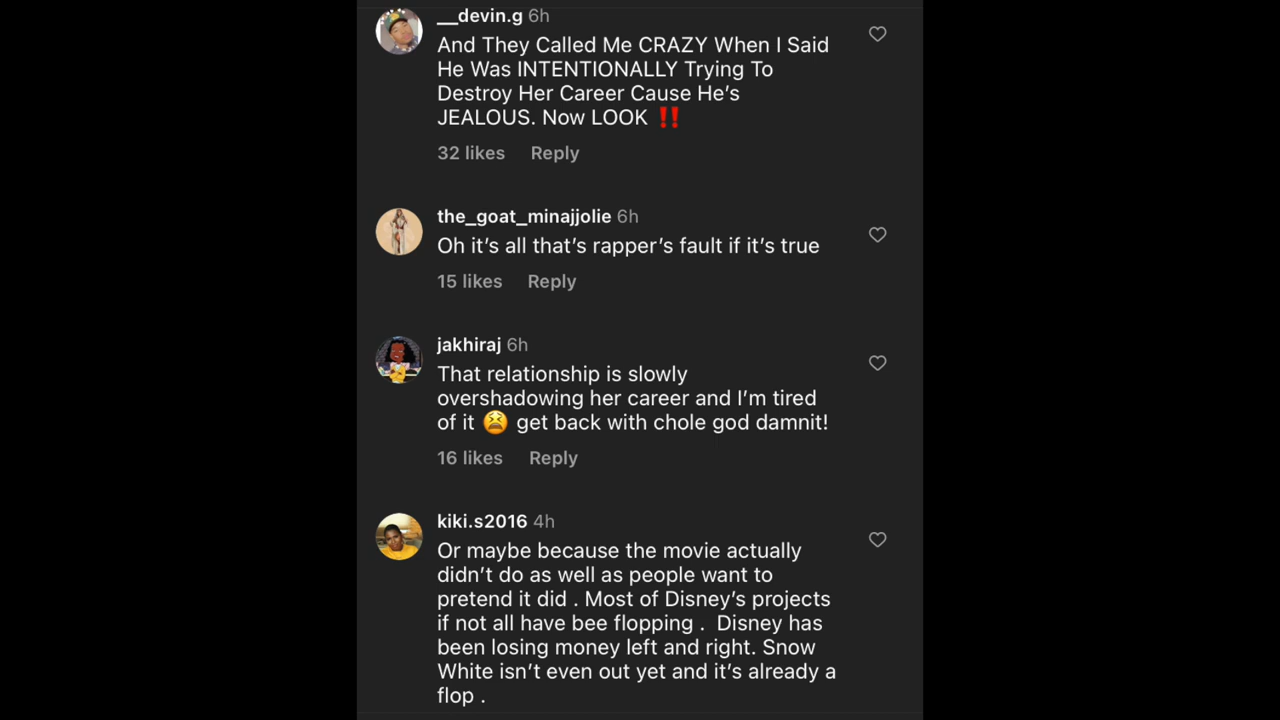 __devin.g 6h
And They Called Me CRAZY When I Said
He Was INTENTIONALLY Trying To
Destroy Her Career Cause He’s
JEALOUS. Now LOOK ‼️
32 likes Reply
the_goat_minajjolie 6h
Oh it’s all that’s rapper’s fault if it’s true
15 likes Reply
jakhiraj 6h
That relationship is slowly
overshadowing her career and I’m tired
of it 😫 get back with chole god damnit!
16 likes Reply
kiki.s2016 4h
Or maybe because the movie actually
didn’t do as well as people want to
pretend it did . Most of Disney’s projects
if not all have bee flopping .  Disney has
been losing money left and right. Snow
White isn’t even out yet and it’s already a
flop .